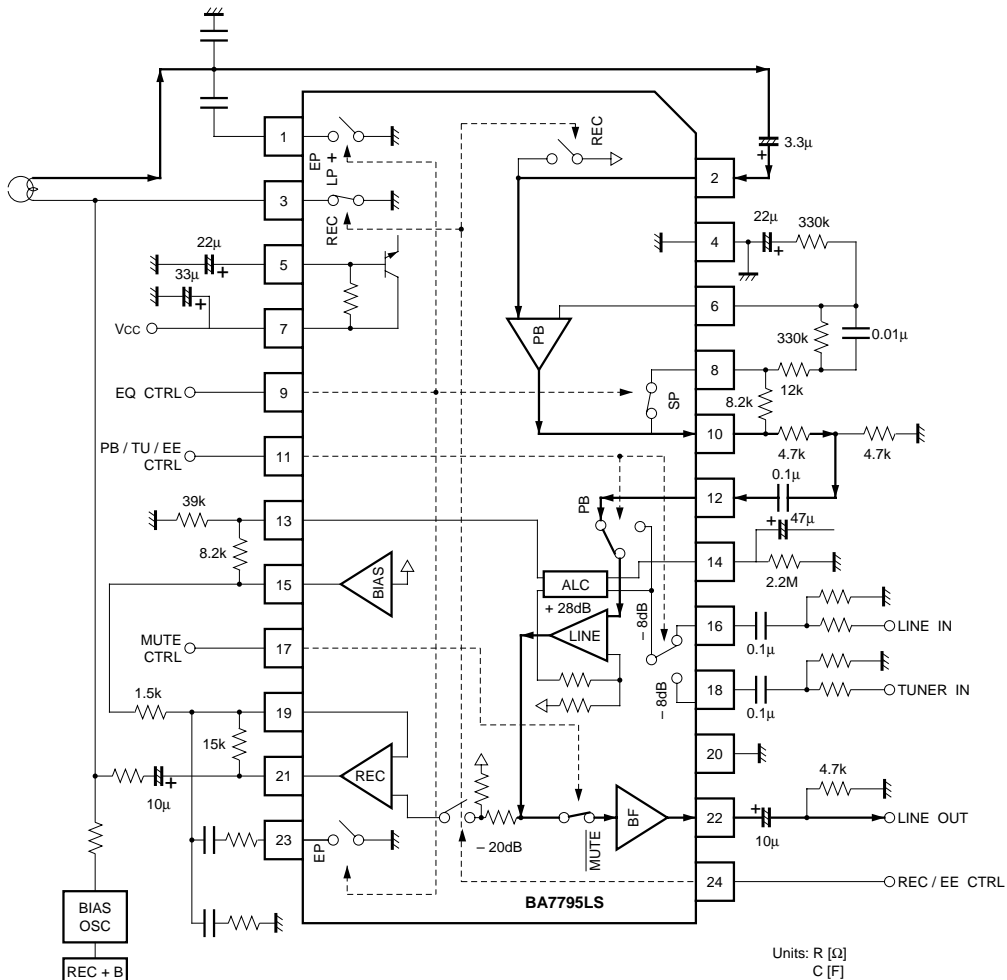 3.3µ
+
REC
1
2
EP
LP +
22µ
+
330k
3
4
REC
22µ
+
5
6
33µ
+
PB
330k
0.01µ
VCC
7
8
12k
SP
8.2k
EQ CTRL
9
10
4.7k
4.7k
PB / TU / EE
CTRL
11
0.1µ
12
39k
PB
+
47µ
13
14
8.2k
2.2M
BIAS
ALC
+ 28dB
15
16
LINE IN
– 8dB
LINE
0.1µ
MUTE
CTRL
17
18
TUNER IN
– 8dB
0.1µ
1.5k
19
20
15k
REC
4.7k
21
22
LINE OUT
+
10µ
BF
+
10µ
23
EP
– 20dB
MUTE
24
REC / EE CTRL
BIAS
OSC
BA7795LS
REC + B
Units: R [Ω]
C [F]